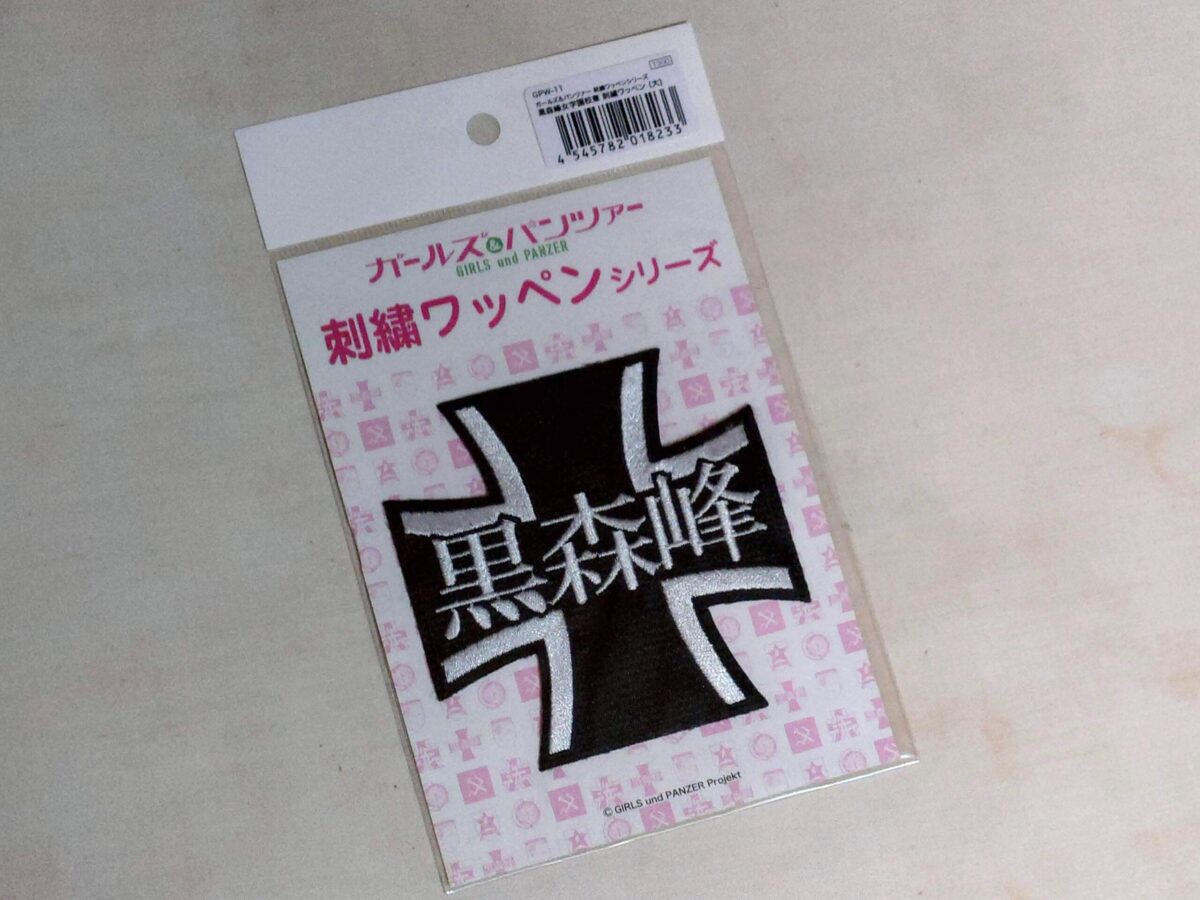 1300
GPW-11
ガールズ&パンツァー 刺繍ワッペンシリーズ
黒森峰女学園校章 刺繍ワッペン (大)
4 545782 018233
ガールズ&パンツァー
GIRLS und PANZER
刺繍ワッペンシリーズ
黒森峰
© GIRLS und PANZER Projekt